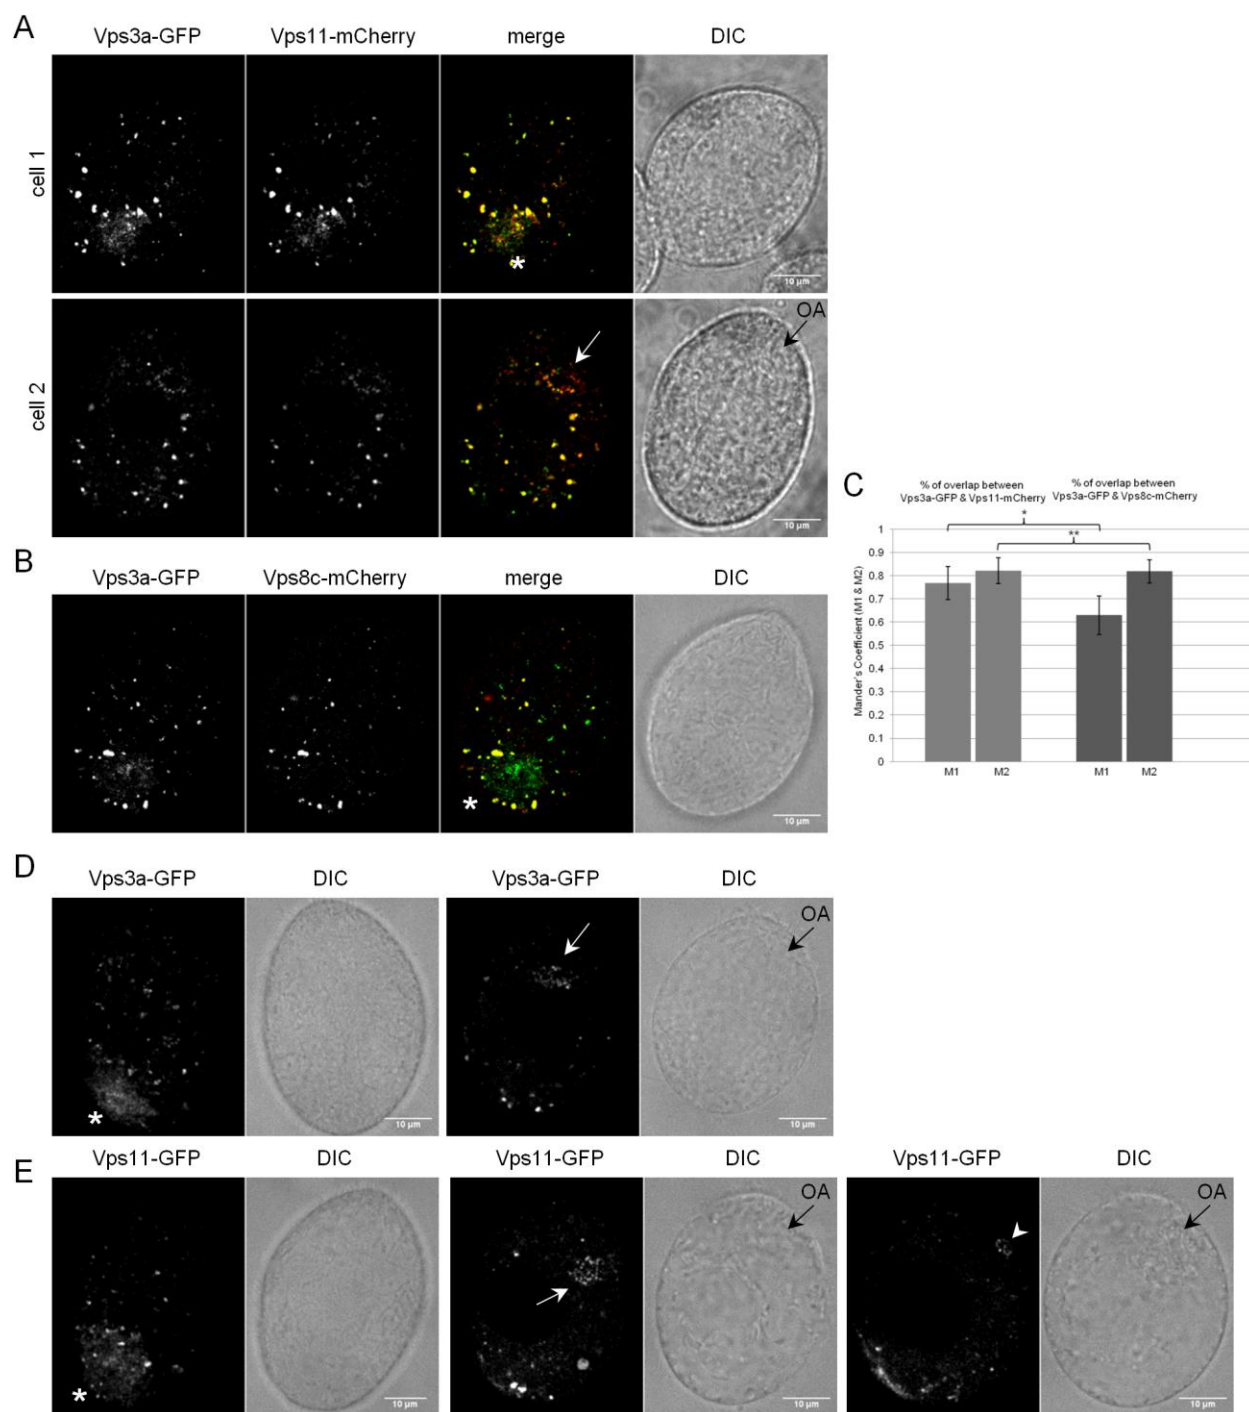 A
Vps3a-GFP Vps11-mCherry merge DIC
cell 1
*
10 µm
cell 2
OA
10 µm
B
Vps3a-GFP Vps8c-mCherry merge DIC
*
10 µm
C
% of overlap between
Vps3a-GFP & Vps11-mCherry
% of overlap between
Vps3a-GFP & Vps8c-mCherry
*
**
Mander's Coefficient (M1 & M2)
1
0.9
0.8
0.7
0.6
0.5
0.4
0.3
0.2
0.1
0
M1 M2 M1 M2
D
Vps3a-GFP DIC Vps3a-GFP DIC
OA
*
10 µm
10 µm
E
Vps11-GFP DIC Vps11-GFP DIC Vps11-GFP DIC
OA
OA
*
10 µm
10 µm
10 µm